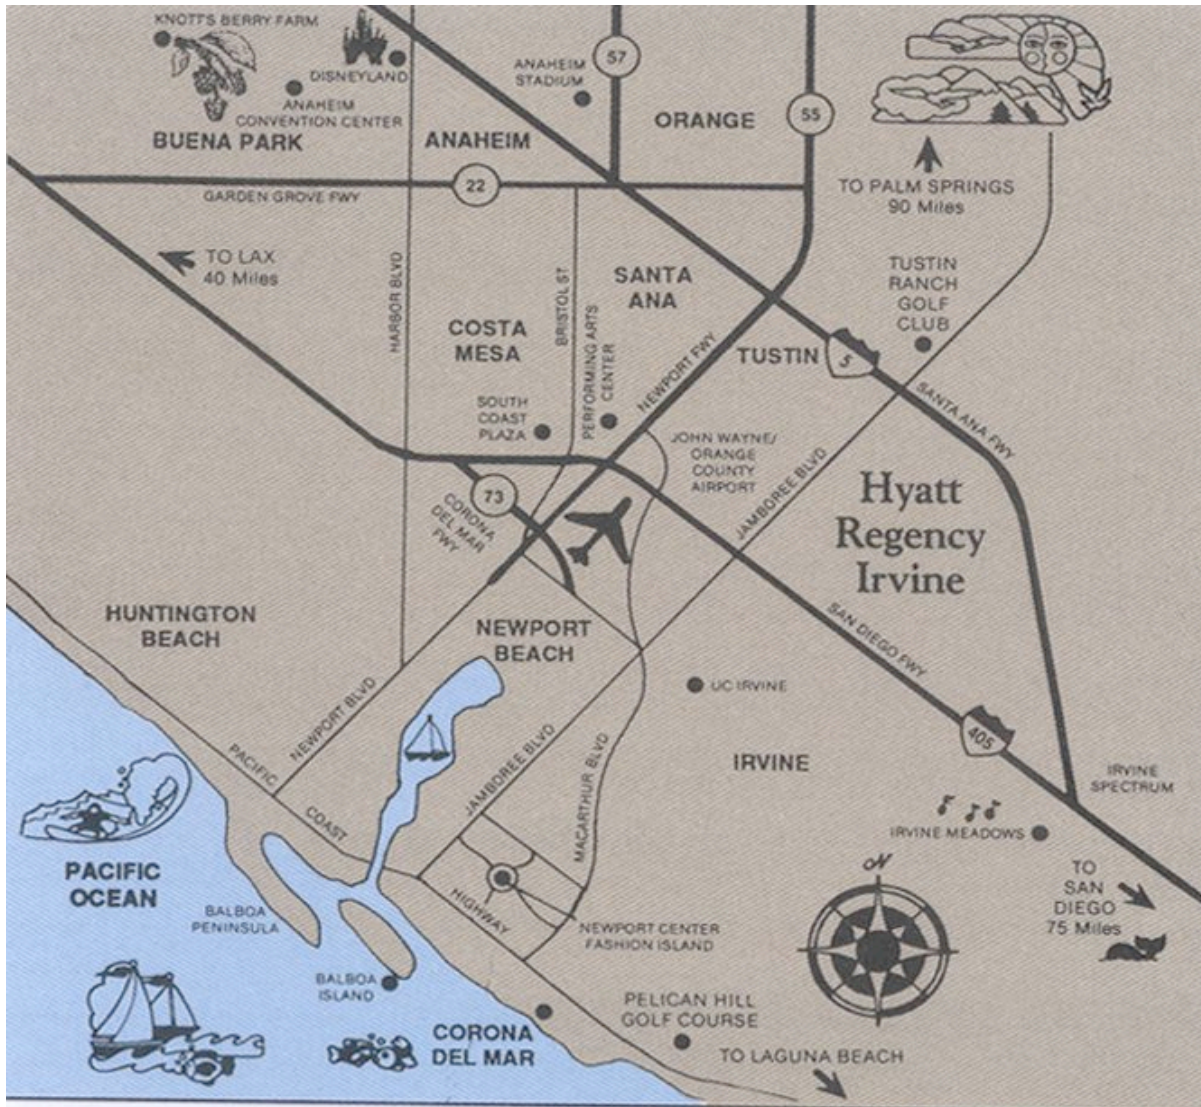 KNOTT'S BERRY FARM
DISNEYLAND
ANAHEIM
CONVENTION CENTER
BUENA PARK
ANAHEIM
STADIUM
57
ANAHEIM
ORANGE
55
TO PALM SPRINGS
90 Miles
22
GARDEN GROVE FWY
TO LAX
40 Miles
HARBOR BLVD
BRISTOL ST
SANTA
ANA
TUSTIN
RANCH
GOLF
CLUB
COSTA
MESA
PERFORMING ARTS
CENTER
NEWPORT FWY
TUSTIN
5
SANTA ANA FWY
SOUTH
COAST
PLAZA
JOHN WAYNE/
ORANGE
COUNTY
AIRPORT
JAMBOREE BLVD
73
CORONA
DEL MAR
FWY
Hyatt
Regency
Irvine
HUNTINGTON
BEACH
NEWPORT
BEACH
SAN DIEGO FWY
UC IRVINE
NEWPORT BLVD
405
PACIFIC
COAST
HIGHWAY
JAMBOREE BLVD
MACARTHUR BLVD
IRVINE
IRVINE
SPECTRUM
IRVINE MEADOWS
PACIFIC
OCEAN
N
TO
SAN
DIEGO
75 Miles
BALBOA
PENINSULA
NEWPORT CENTER
FASHION ISLAND
BALBOA
ISLAND
CORONA
DEL MAR
PELICAN HILL
GOLF COURSE
TO LAGUNA BEACH